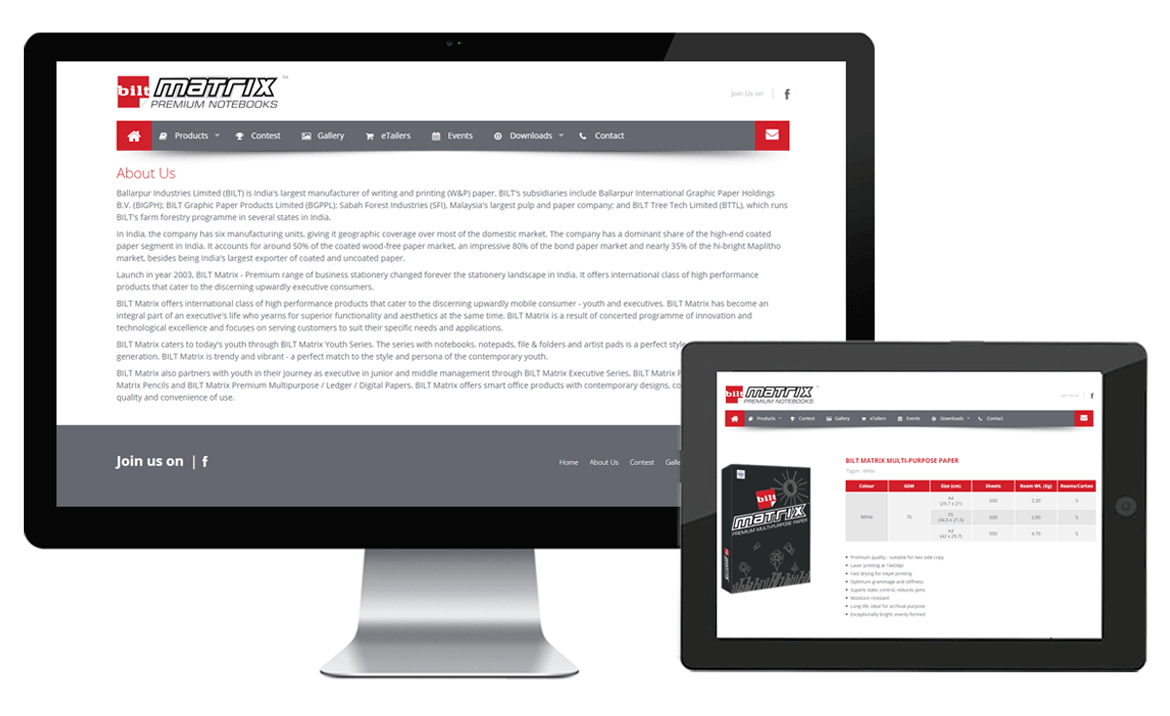 bilt MATRIX ™
PREMIUM NOTEBOOKS
Join Us on | f
Products Contest Gallery eTailers Events Downloads Contact
About Us
Ballarpur Industries Limited (BILT) is India's largest manufacturer of writing and printing (W&P) paper. BILT's subsidiaries include Ballarpur International Graphic Paper Holdings
B.V. (BIGPH); BILT Graphic Paper Products Limited (BGPPL); Sabah Forest Industries (SFI), Malaysia's largest pulp and paper company; and BILT Tree Tech Limited (BTTL), which runs
BILT's farm forestry programme in several states in India.
In India, the company has six manufacturing units, giving it geographic coverage over most of the domestic market. The company has a dominant share of the high-end coated
paper segment in India. It accounts for around 50% of the coated wood-free paper market, an impressive 80% of the bond paper market and nearly 35% of the hi-bright Maplitho
market, besides being India's largest exporter of coated and uncoated paper.
Launch in year 2003, BILT Matrix - Premium range of business stationery changed forever the stationery landscape in India. It offers international class of high performance
products that cater to the discerning upwardly executive consumers.
BILT Matrix offers international class of high performance products that cater to the discerning upwardly mobile consumer - youth and executives. BILT Matrix has become an
integral part of an executive's life who yearns for superior functionality and aesthetics at the same time. BILT Matrix is a result of concerted programme of innovation and
technological excellence and focuses on serving customers to suit their specific needs and applications.
BILT Matrix caters to today's youth through BILT Matrix Youth Series. The series with notebooks, notepads, file & folders and artist pads is a perfect style
generation. BILT Matrix is trendy and vibrant - a perfect match to the style and persona of the contemporary youth.
BILT Matrix also partners with youth in their journey as executive in junior and middle management through BILT Matrix Executive Series, BILT Matrix
Matrix Pencils and BILT Matrix Premium Multipurpose / Ledger / Digital Papers. BILT Matrix offers smart office products with contemporary designs,
quality and convenience of use.
Join us on | f
Home About Us Contest
bilt MATRIX
PREMIUM NOTEBOOKS
Products Contest Gallery eTailers Events Downloads Contact
BILT MATRIX MULTI-PURPOSE PAPER
75gsm - White
Colour GSM Size (cm) Sheets Ream Wt. (Kg) Reams/Carton
White 75
A4
(29.7 x 21) 500 2.30 5
FS
(34.5 x 21.5) 500 2.80 5
A3
(42 x 29.7) 500 4.70 5
bilt
MATRIX
PREMIUM MULTI-PURPOSE PAPER
Premium quality - suitable for two side copy
Laser printing at 1440dpi
Fast drying for inkjet printing
Optimum grammage and stiffness
Superb static control, reduces jams
Moisture resistant
Long life, ideal for archival purpose
Exceptionally bright, evenly formed